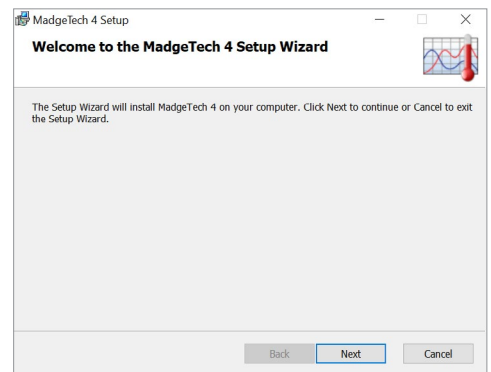 MadgeTech 4 Setup
Welcome to the MadgeTech 4 Setup Wizard
The Setup Wizard will install MadgeTech 4 on your computer. Click Next to continue or Cancel to exit
the Setup Wizard.
Back Next Cancel